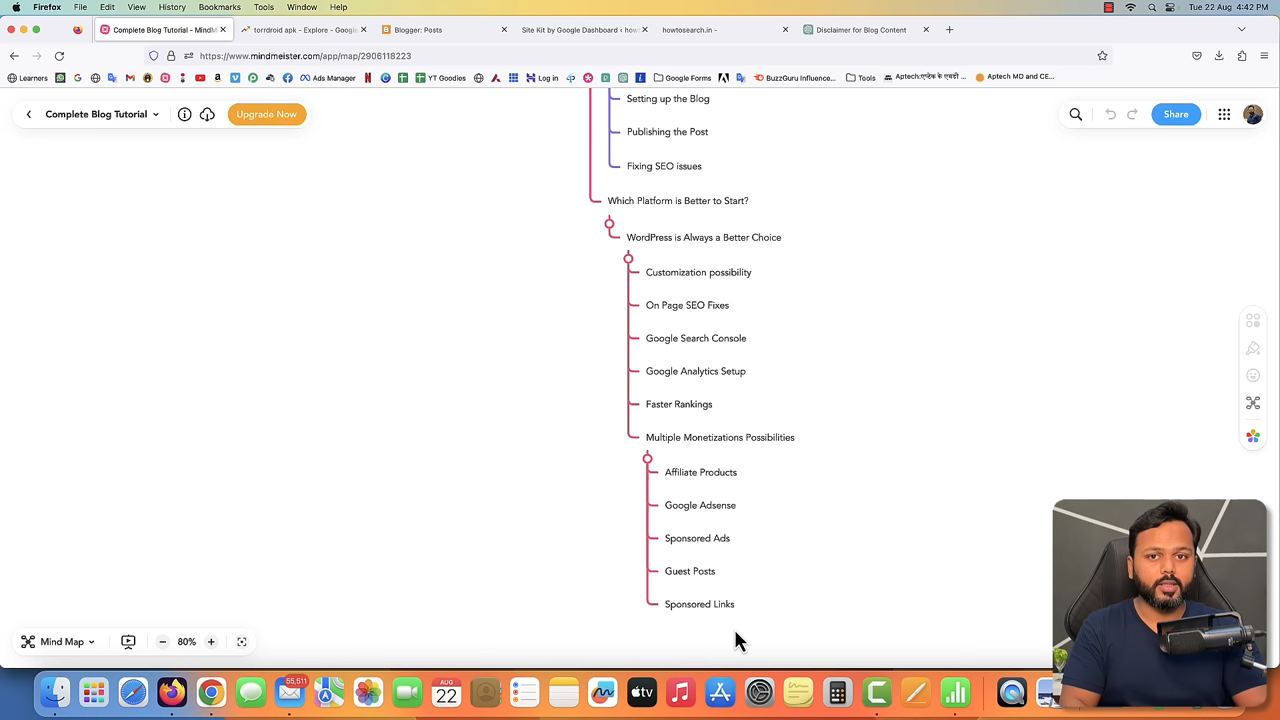 Firefox File Edit View History Bookmarks Tools Window Help Tue 22 Aug 4:42 PM
Complete Blog Tutorial - MindM torrdroid apk - Explore - Googl Blogger: Posts Site Kit by Google Dashboard ‹ how howtosearch.in - Disclaimer for Blog Content
https://www.mindmeister.com/app/map/2906118223
Learners Ads Manager YT Goodies Log in Google Forms BuzzGuru Influence... Tools Aptech:एप्टेक के एमडी ... Aptech MD and CE...
Complete Blog Tutorial Upgrade Now Share
Setting up the Blog
Publishing the Post
Fixing SEO issues
Which Platform is Better to Start?
WordPress is Always a Better Choice
Customization possibility
On Page SEO Fixes
Google Search Console
Google Analytics Setup
Faster Rankings
Multiple Monetizations Possibilities
Affiliate Products
Google Adsense
Sponsored Ads
Guest Posts
Sponsored Links
Mind Map 80%
55,511
AUG
22
tv